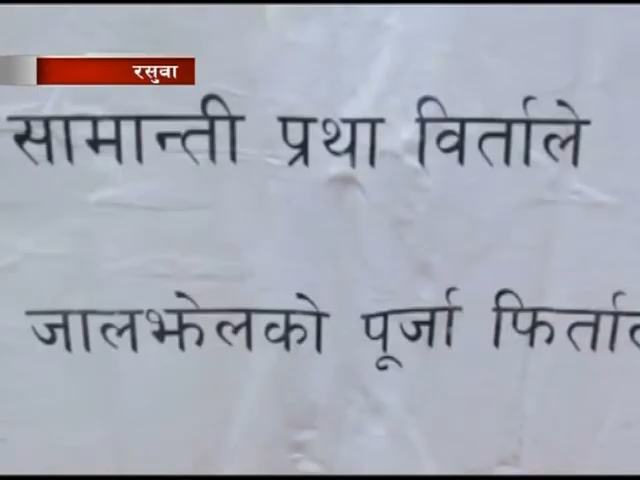 रसुवा
सामान्ती प्रथा विर्ताले
जालझेलको पूर्जा